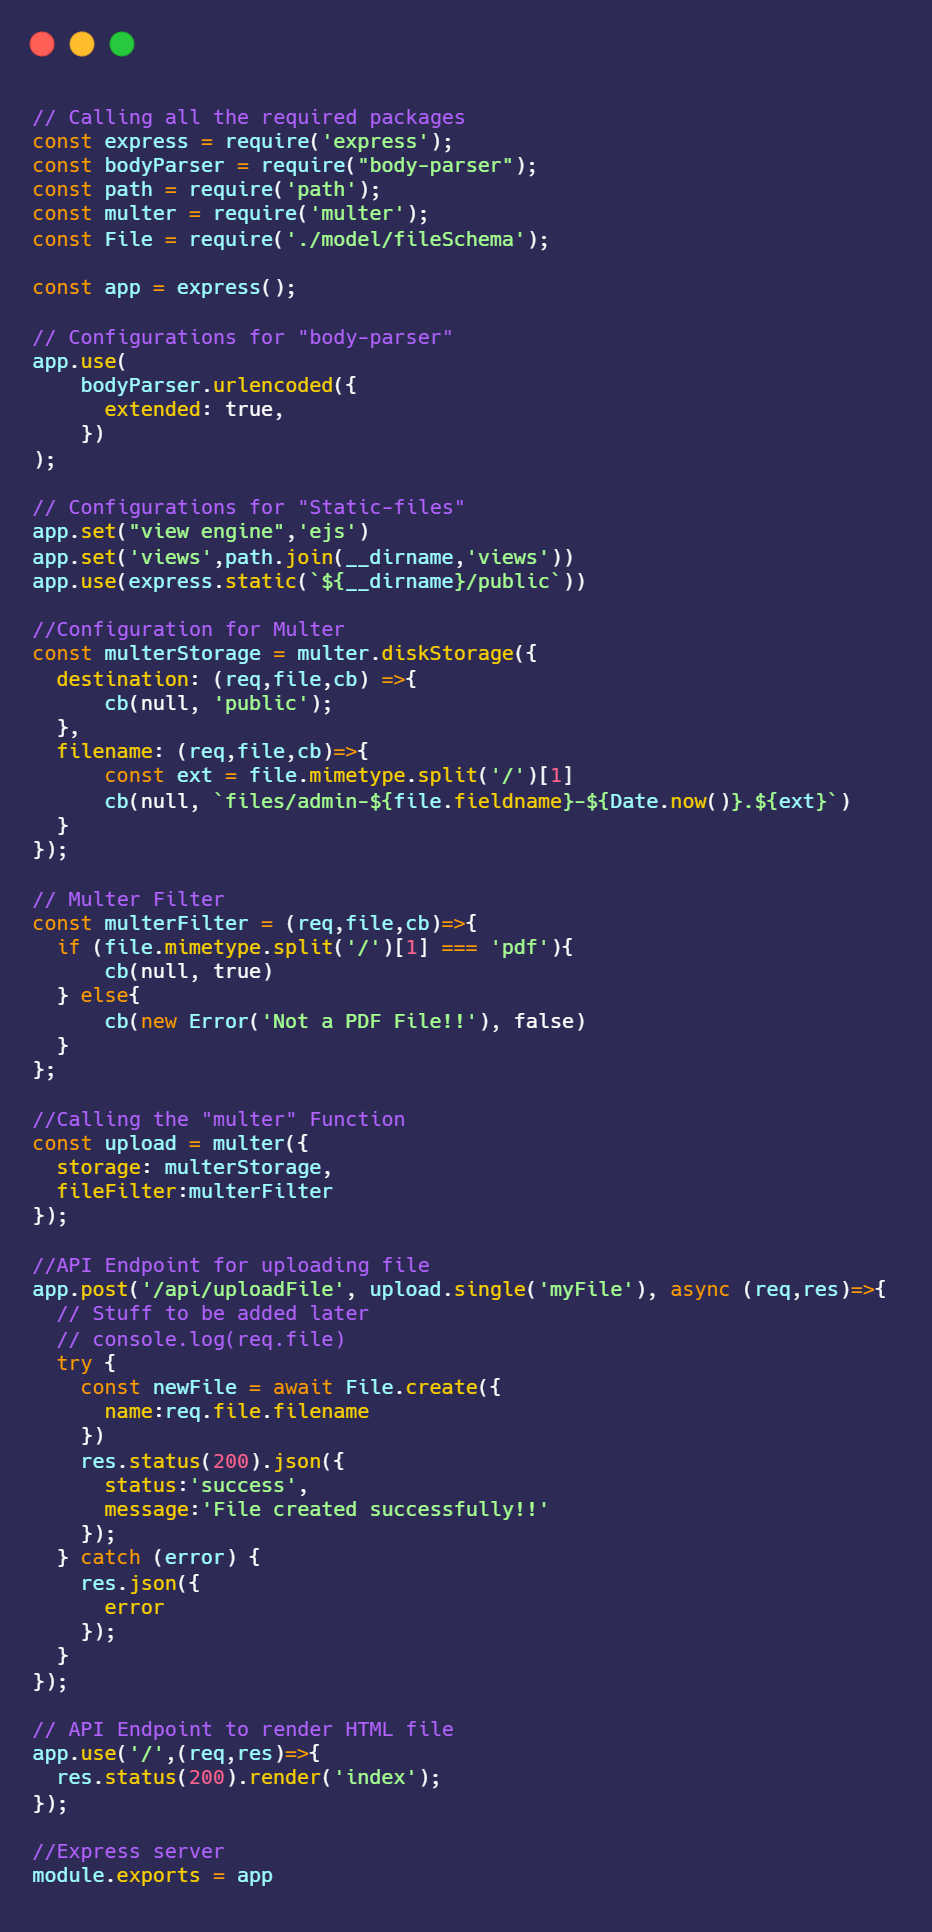 // Calling all the required packages
const express = require('express');
const bodyParser = require("body-parser");
const path = require('path');
const multer = require('multer');
const File = require('./model/fileSchema');

const app = express();

// Configurations for "body-parser"
app.use(
    bodyParser.urlencoded({
      extended: true,
    })
);

// Configurations for "Static-files"
app.set("view engine",'ejs')
app.set('views',path.join(__dirname,'views'))
app.use(express.static(`${__dirname}/public`))

//Configuration for Multer
const multerStorage = multer.diskStorage({
  destination: (req,file,cb) =>{
      cb(null, 'public');
  },
  filename: (req,file,cb)=>{
      const ext = file.mimetype.split('/')[1]
      cb(null, `files/admin-${file.fieldname}-${Date.now()}.${ext}`)
  }
});

// Multer Filter
const multerFilter = (req,file,cb)=>{
  if (file.mimetype.split('/')[1] === 'pdf'){
      cb(null, true)
  } else{
      cb(new Error('Not a PDF File!!'), false)
  }
};

//Calling the "multer" Function
const upload = multer({
  storage: multerStorage,
  fileFilter:multerFilter
});

//API Endpoint for uploading file
app.post('/api/uploadFile', upload.single('myFile'), async (req,res)=>{
  // Stuff to be added later
  // console.log(req.file)
  try {
    const newFile = await File.create({
      name:req.file.filename
    })
    res.status(200).json({
      status:'success',
      message:'File created successfully!!'
    });
  } catch (error) {
    res.json({
      error
    });
  }
});

// API Endpoint to render HTML file
app.use('/',(req,res)=>{
  res.status(200).render('index');
});

//Express server
module.exports = app